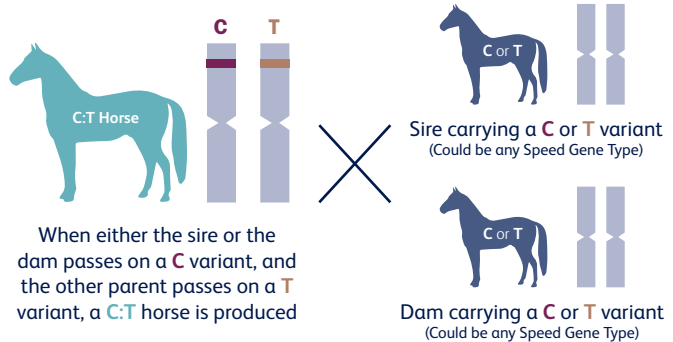 C T
C:T Horse
When either the sire or the
dam passes on a C variant, and
the other parent passes on a T
variant, a C:T horse is produced
C or T
Sire carrying a C or T variant
(Could be any Speed Gene Type)
C or T
Dam carrying a C or T variant
(Could be any Speed Gene Type)